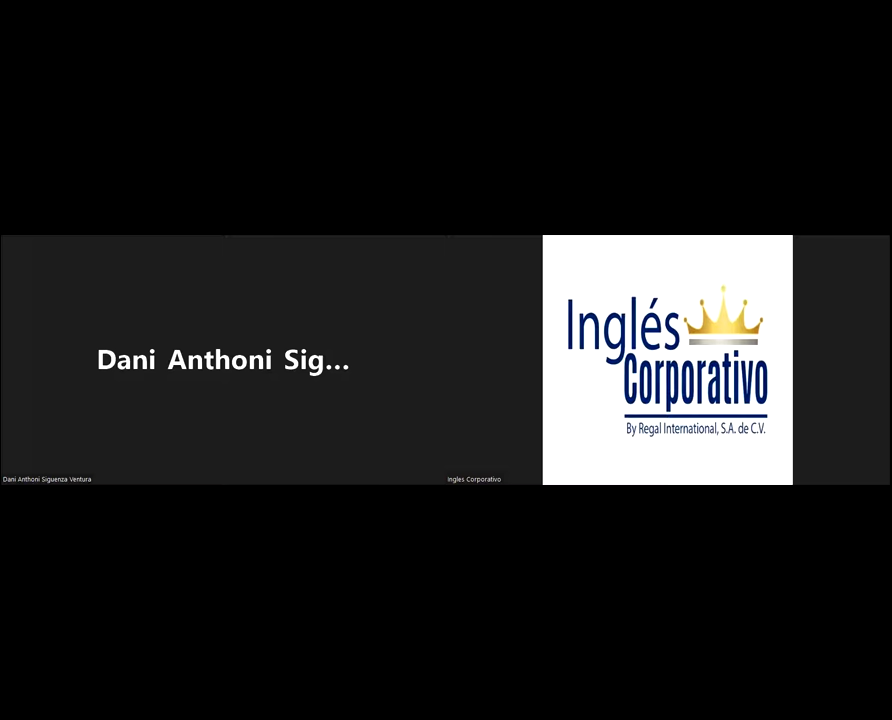 Dani Anthoni Sig...
Dani Anthoni Siguenza Ventura
Inglés
Corporativo
By Regal International, S.A. de C.V.
Ingles Corporativo